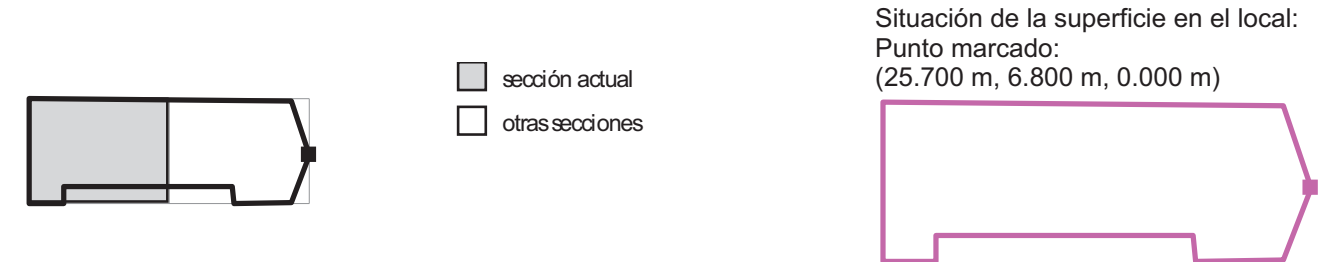 sección actual
otras secciones
Situación de la superficie en el local:
Punto marcado:
(25.700 m, 6.800 m, 0.000 m)